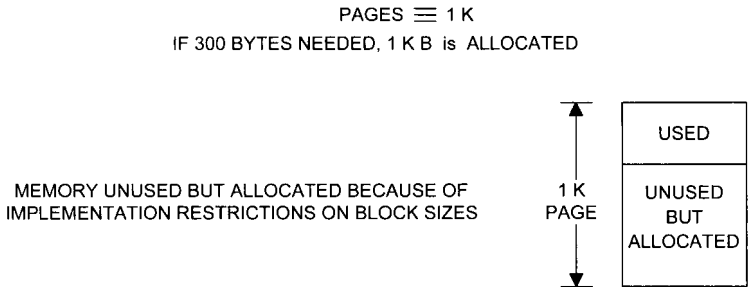 PAGES ≡ 1 K
IF 300 BYTES NEEDED, 1 K B is ALLOCATED
USED
MEMORY UNUSED BUT ALLOCATED BECAUSE OF
IMPLEMENTATION RESTRICTIONS ON BLOCK SIZES
1 K
PAGE
UNUSED
BUT
ALLOCATED